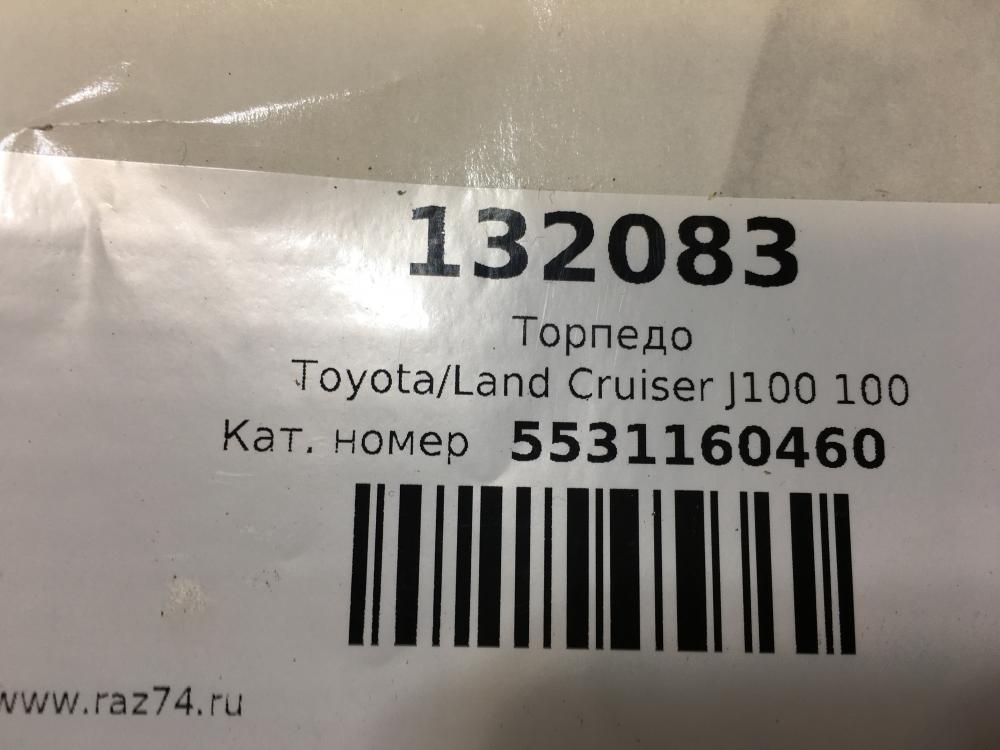 132083
Торпедо
Toyota/Land Cruiser J100 100
Кат. номер 5531160460
www.raz74.ru